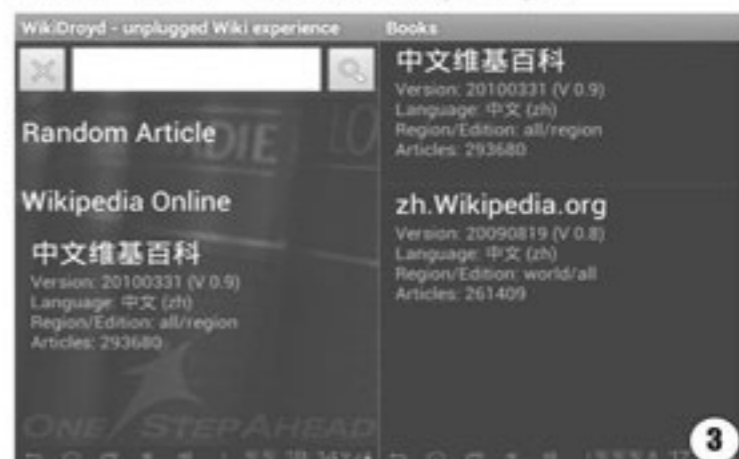 WikiDroyd - unplugged Wiki experience
Random Article
Wikipedia Online
中文维基百科
Version: 20100331 (V 0.9)
Language: 中文 (zh)
Region/Edition: all/region
Articles: 293680
ONE STEP AHEAD
Books
中文维基百科
Version: 20100331 (V 0.9)
Language: 中文 (zh)
Region/Edition: all/region
Articles: 293680
zh.Wikipedia.org
Version: 20090819 (V 0.8)
Language: 中文 (zh)
Region/Edition: world/all
Articles: 261409
3